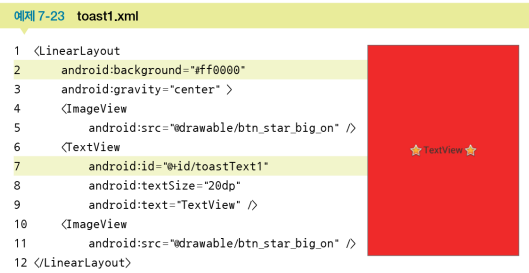 예제 7-23 toast1.xml
1 <LinearLayout
2 android:background="#ff0000"
3 android:gravity="center" >
4 <ImageView
5 android:src="@drawable/btn_star_big_on" />
6 <TextView
7 android:id="@+id/toastText1"
8 android:textSize="20dp"
9 android:text="TextView" />
10 <ImageView
11 android:src="@drawable/btn_star_big_on" />
12 </LinearLayout>
TextView